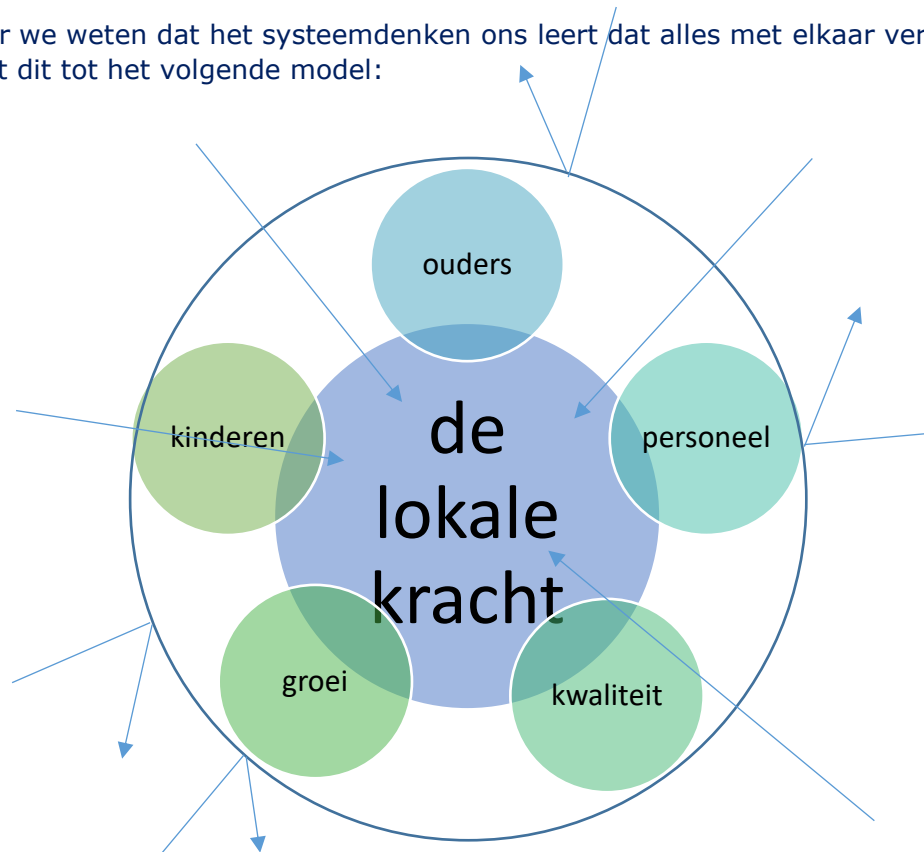 r we weten dat het systeemdenken ons leert dat alles met elkaar ver
t dit tot het volgende model:
ouders
kinderen
de
lokale
kracht
personeel
groei
kwaliteit